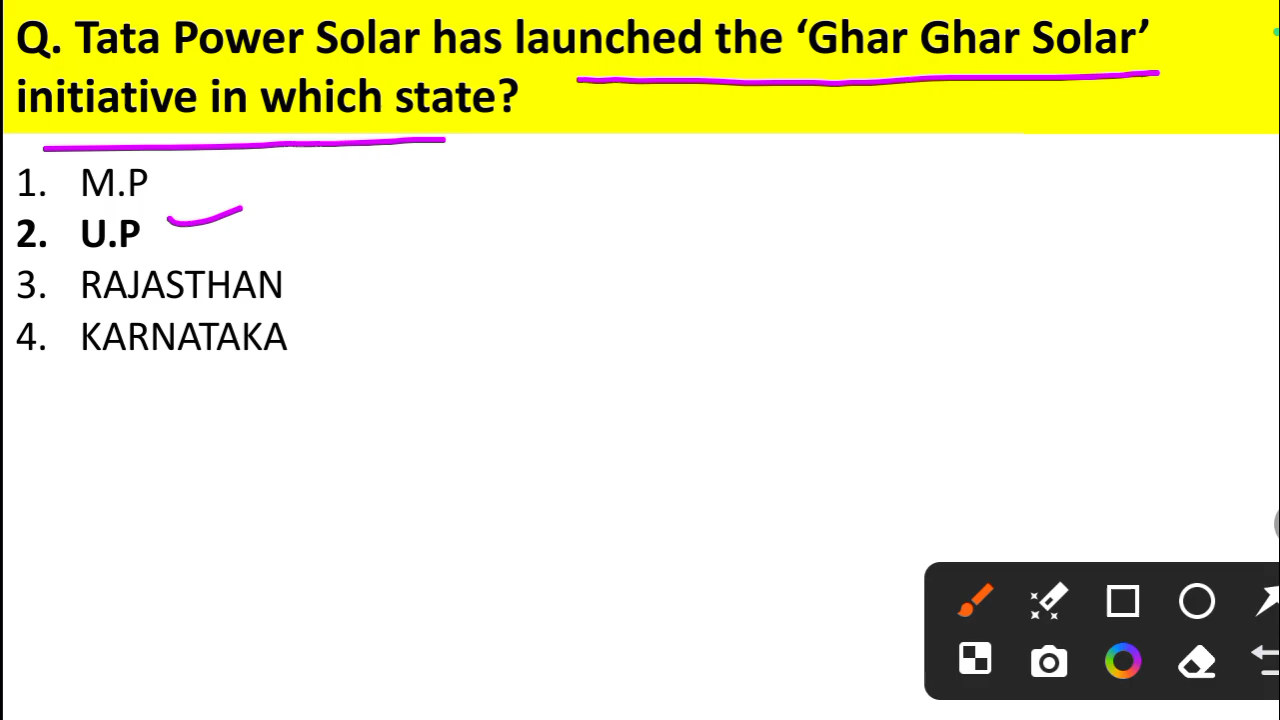 Q. Tata Power Solar has launched the ‘Ghar Ghar Solar’
initiative in which state?
1. M.P
2. U.P
3. RAJASTHAN
4. KARNATAKA